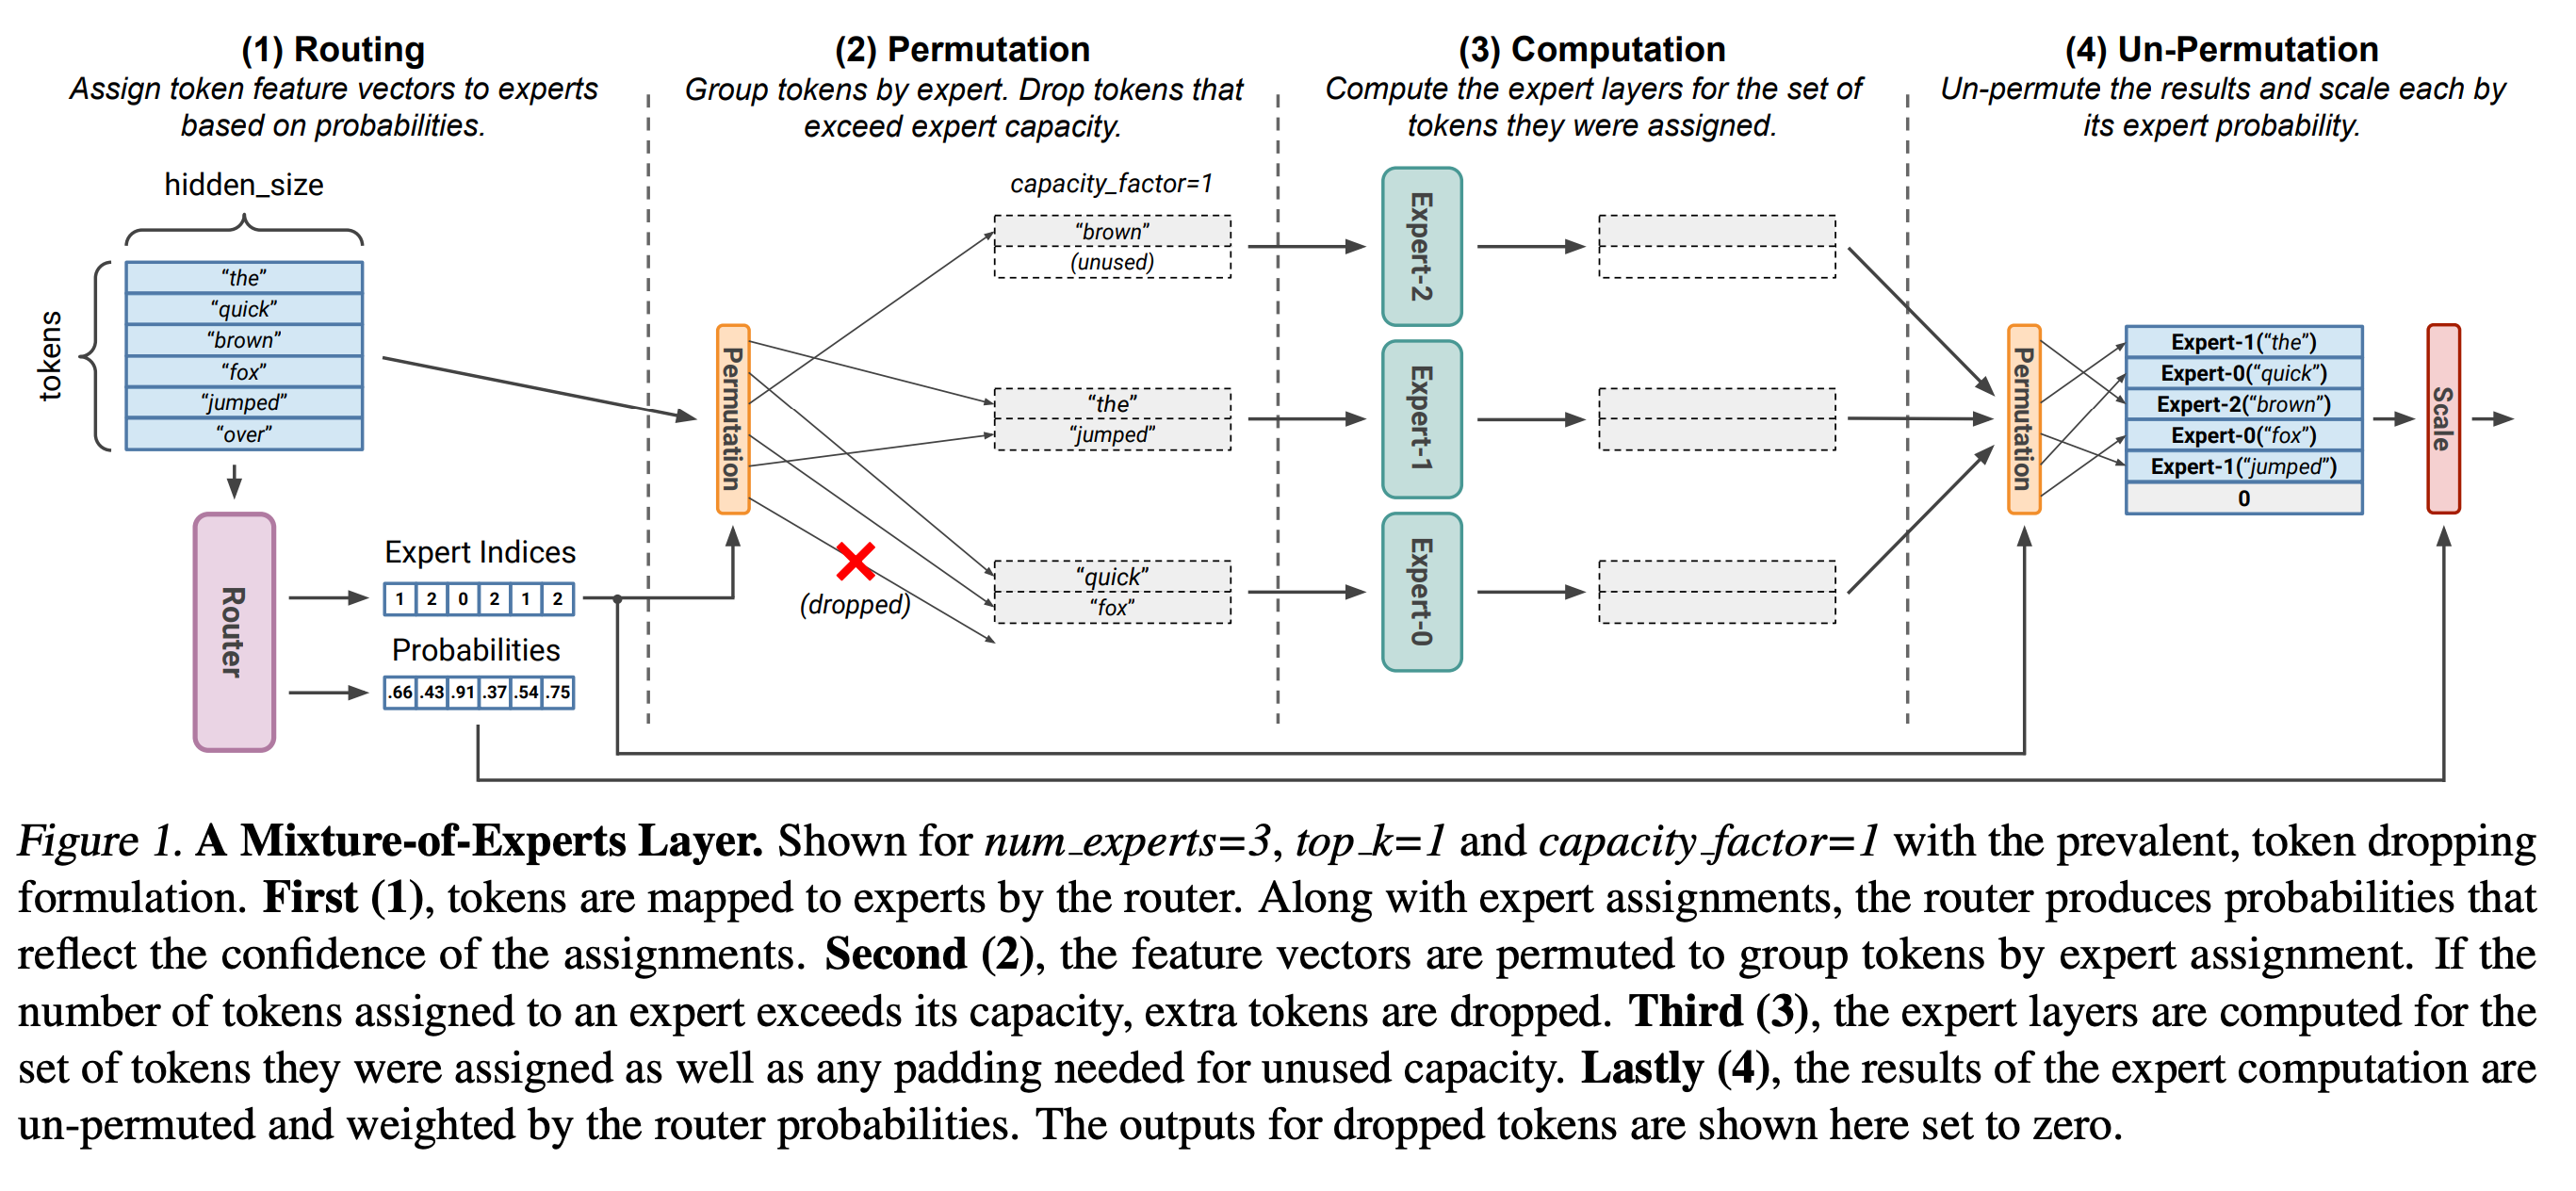 (1) Routing
Assign token feature vectors to experts
based on probabilities.
hidden_size
tokens
“the”
“quick”
“brown”
“fox”
“jumped”
“over”
Router
Expert Indices
1 2 0 2 1 2
Probabilities
.66 .43 .91 .37 .54 .75
(2) Permutation
Group tokens by expert. Drop tokens that
exceed expert capacity.
capacity_factor=1
Permutation
“brown”
(unused)
“the”
“jumped”
“quick”
“fox”
(dropped)
(3) Computation
Compute the expert layers for the set of
tokens they were assigned.
Expert-2
Expert-1
Expert-0
(4) Un-Permutation
Un-permute the results and scale each by
its expert probability.
Permutation
Expert-1(“the”)
Expert-0(“quick”)
Expert-2(“brown”)
Expert-0(“fox”)
Expert-1(“jumped”)
0
Scale
Figure 1. A Mixture-of-Experts Layer. Shown for num_experts=3, top_k=1 and capacity_factor=1 with the prevalent, token dropping
formulation. First (1), tokens are mapped to experts by the router. Along with expert assignments, the router produces probabilities that
reflect the confidence of the assignments. Second (2), the feature vectors are permuted to group tokens by expert assignment. If the
number of tokens assigned to an expert exceeds its capacity, extra tokens are dropped. Third (3), the expert layers are computed for the
set of tokens they were assigned as well as any padding needed for unused capacity. Lastly (4), the results of the expert computation are
un-permuted and weighted by the router probabilities. The outputs for dropped tokens are shown here set to zero.